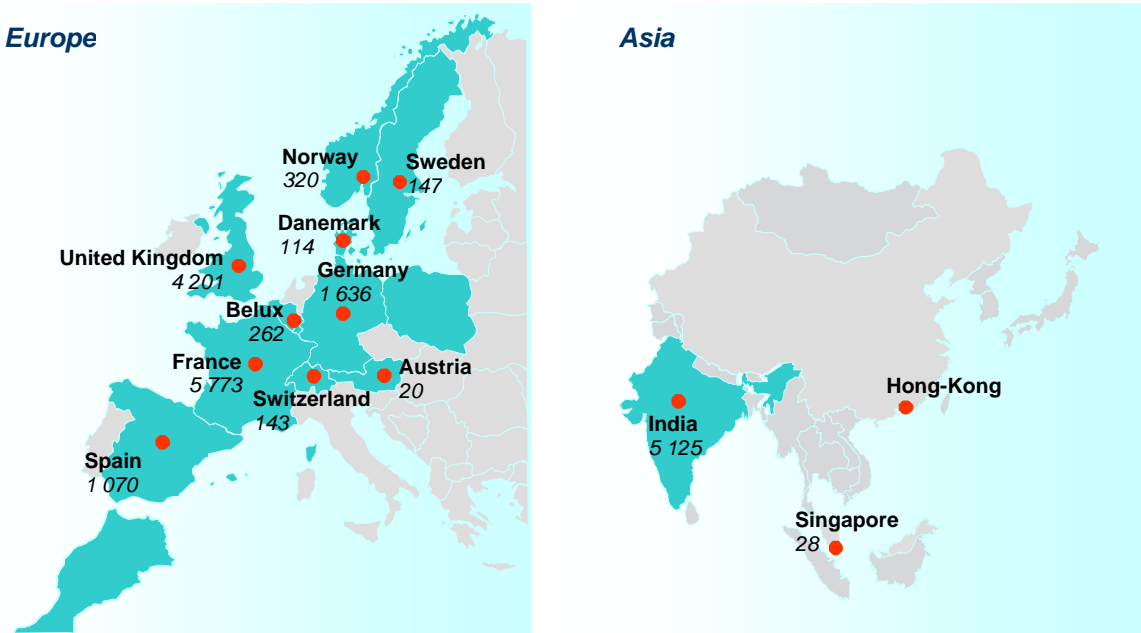 Europe
Norway
320
Sweden
147
Danemark
114
United Kingdom
4 201
Germany
1 636
Belux
262
France
5 773
Austria
20
Switzerland
143
Spain
1 070
Asia
Hong-Kong
India
5 125
Singapore
28